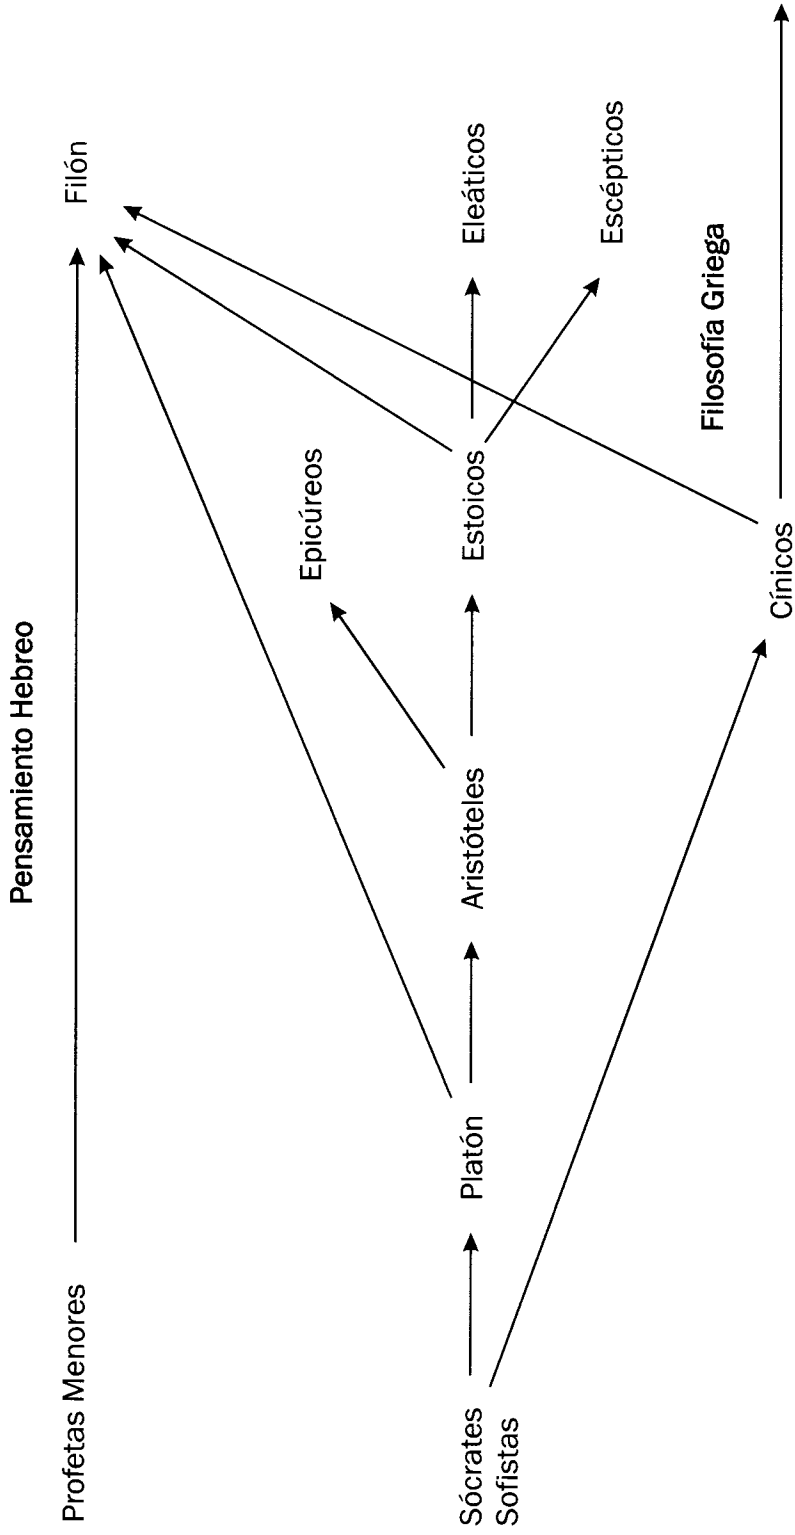 Pensamiento Hebreo
Profetas Menores
Filón
Epicúreos
Sócrates
Sofistas
Platón
Aristóteles
Estoicos
Eleáticos
Escépticos
Filosofía Griega
Cínicos